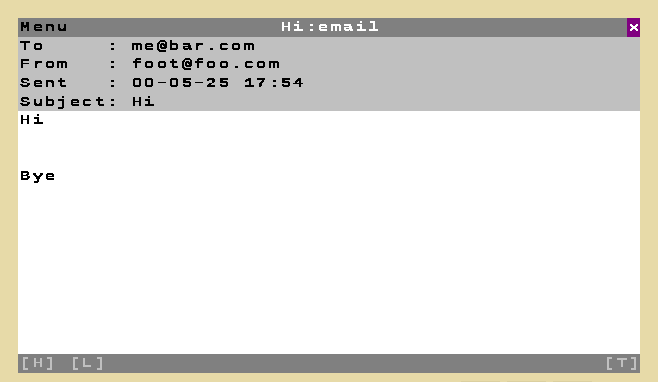 Menu Hi:email x
To : me@bar.com
From : foot@foo.com
Sent : 00-05-25 17:54
Subject: Hi
Hi
Bye
[H] [L] [T]